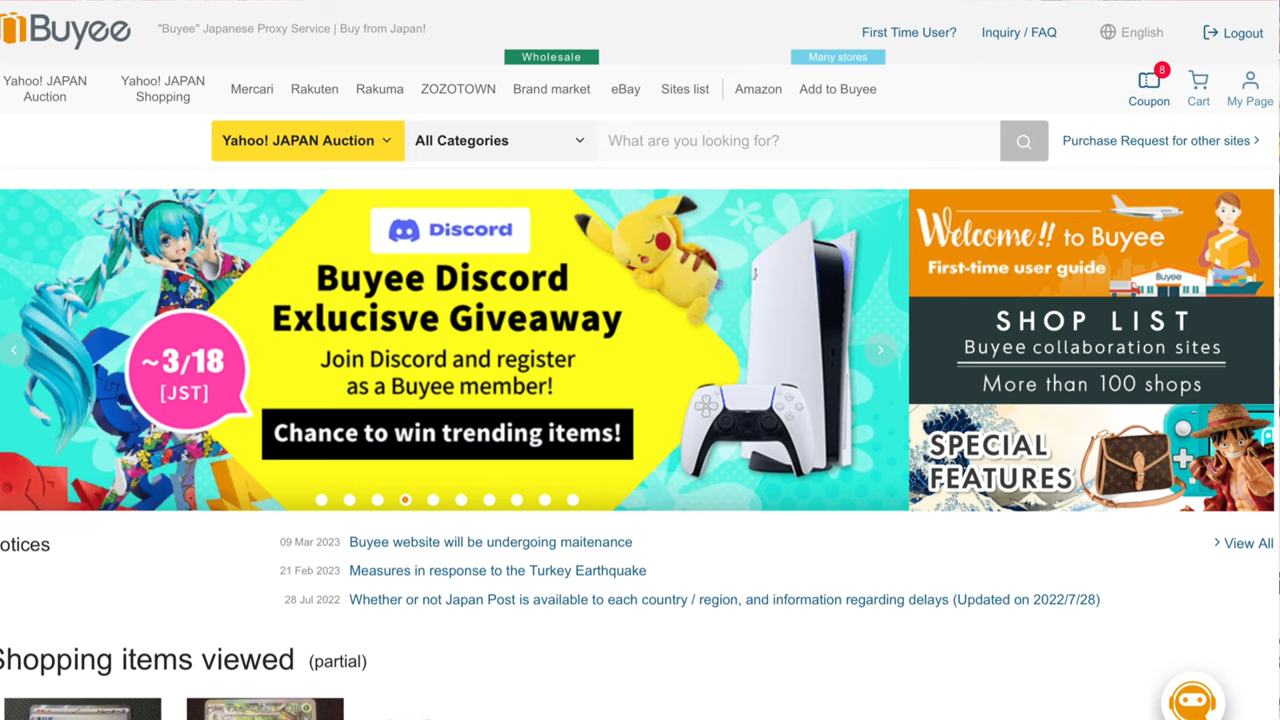 Buyee
"Buyee" Japanese Proxy Service | Buy from Japan!
First Time User?
Inquiry / FAQ
English
Logout
Wholesale
Many stores
Yahoo! JAPAN
Auction
Yahoo! JAPAN
Shopping
Mercari
Rakuten
Rakuma
ZOZOTOWN
Brand market
eBay
Sites list
Amazon
Add to Buyee
8
Coupon
Cart
My Page
Yahoo! JAPAN Auction
All Categories
What are you looking for?
Purchase Request for other sites
Discord
Buyee Discord
Exlucisve Giveaway
Join Discord and register
as a Buyee member!
Chance to win trending items!
~3/18
[JST]
Welcome!! to Buyee
First-time user guide
Buyee
SHOP LIST
Buyee collaboration sites
More than 100 shops
SPECIAL
FEATURES
otices
09 Mar 2023 Buyee website will be undergoing maitenance
View All
21 Feb 2023 Measures in response to the Turkey Earthquake
28 Jul 2022 Whether or not Japan Post is available to each country / region, and information regarding delays (Updated on 2022/7/28)
Shopping items viewed (partial)